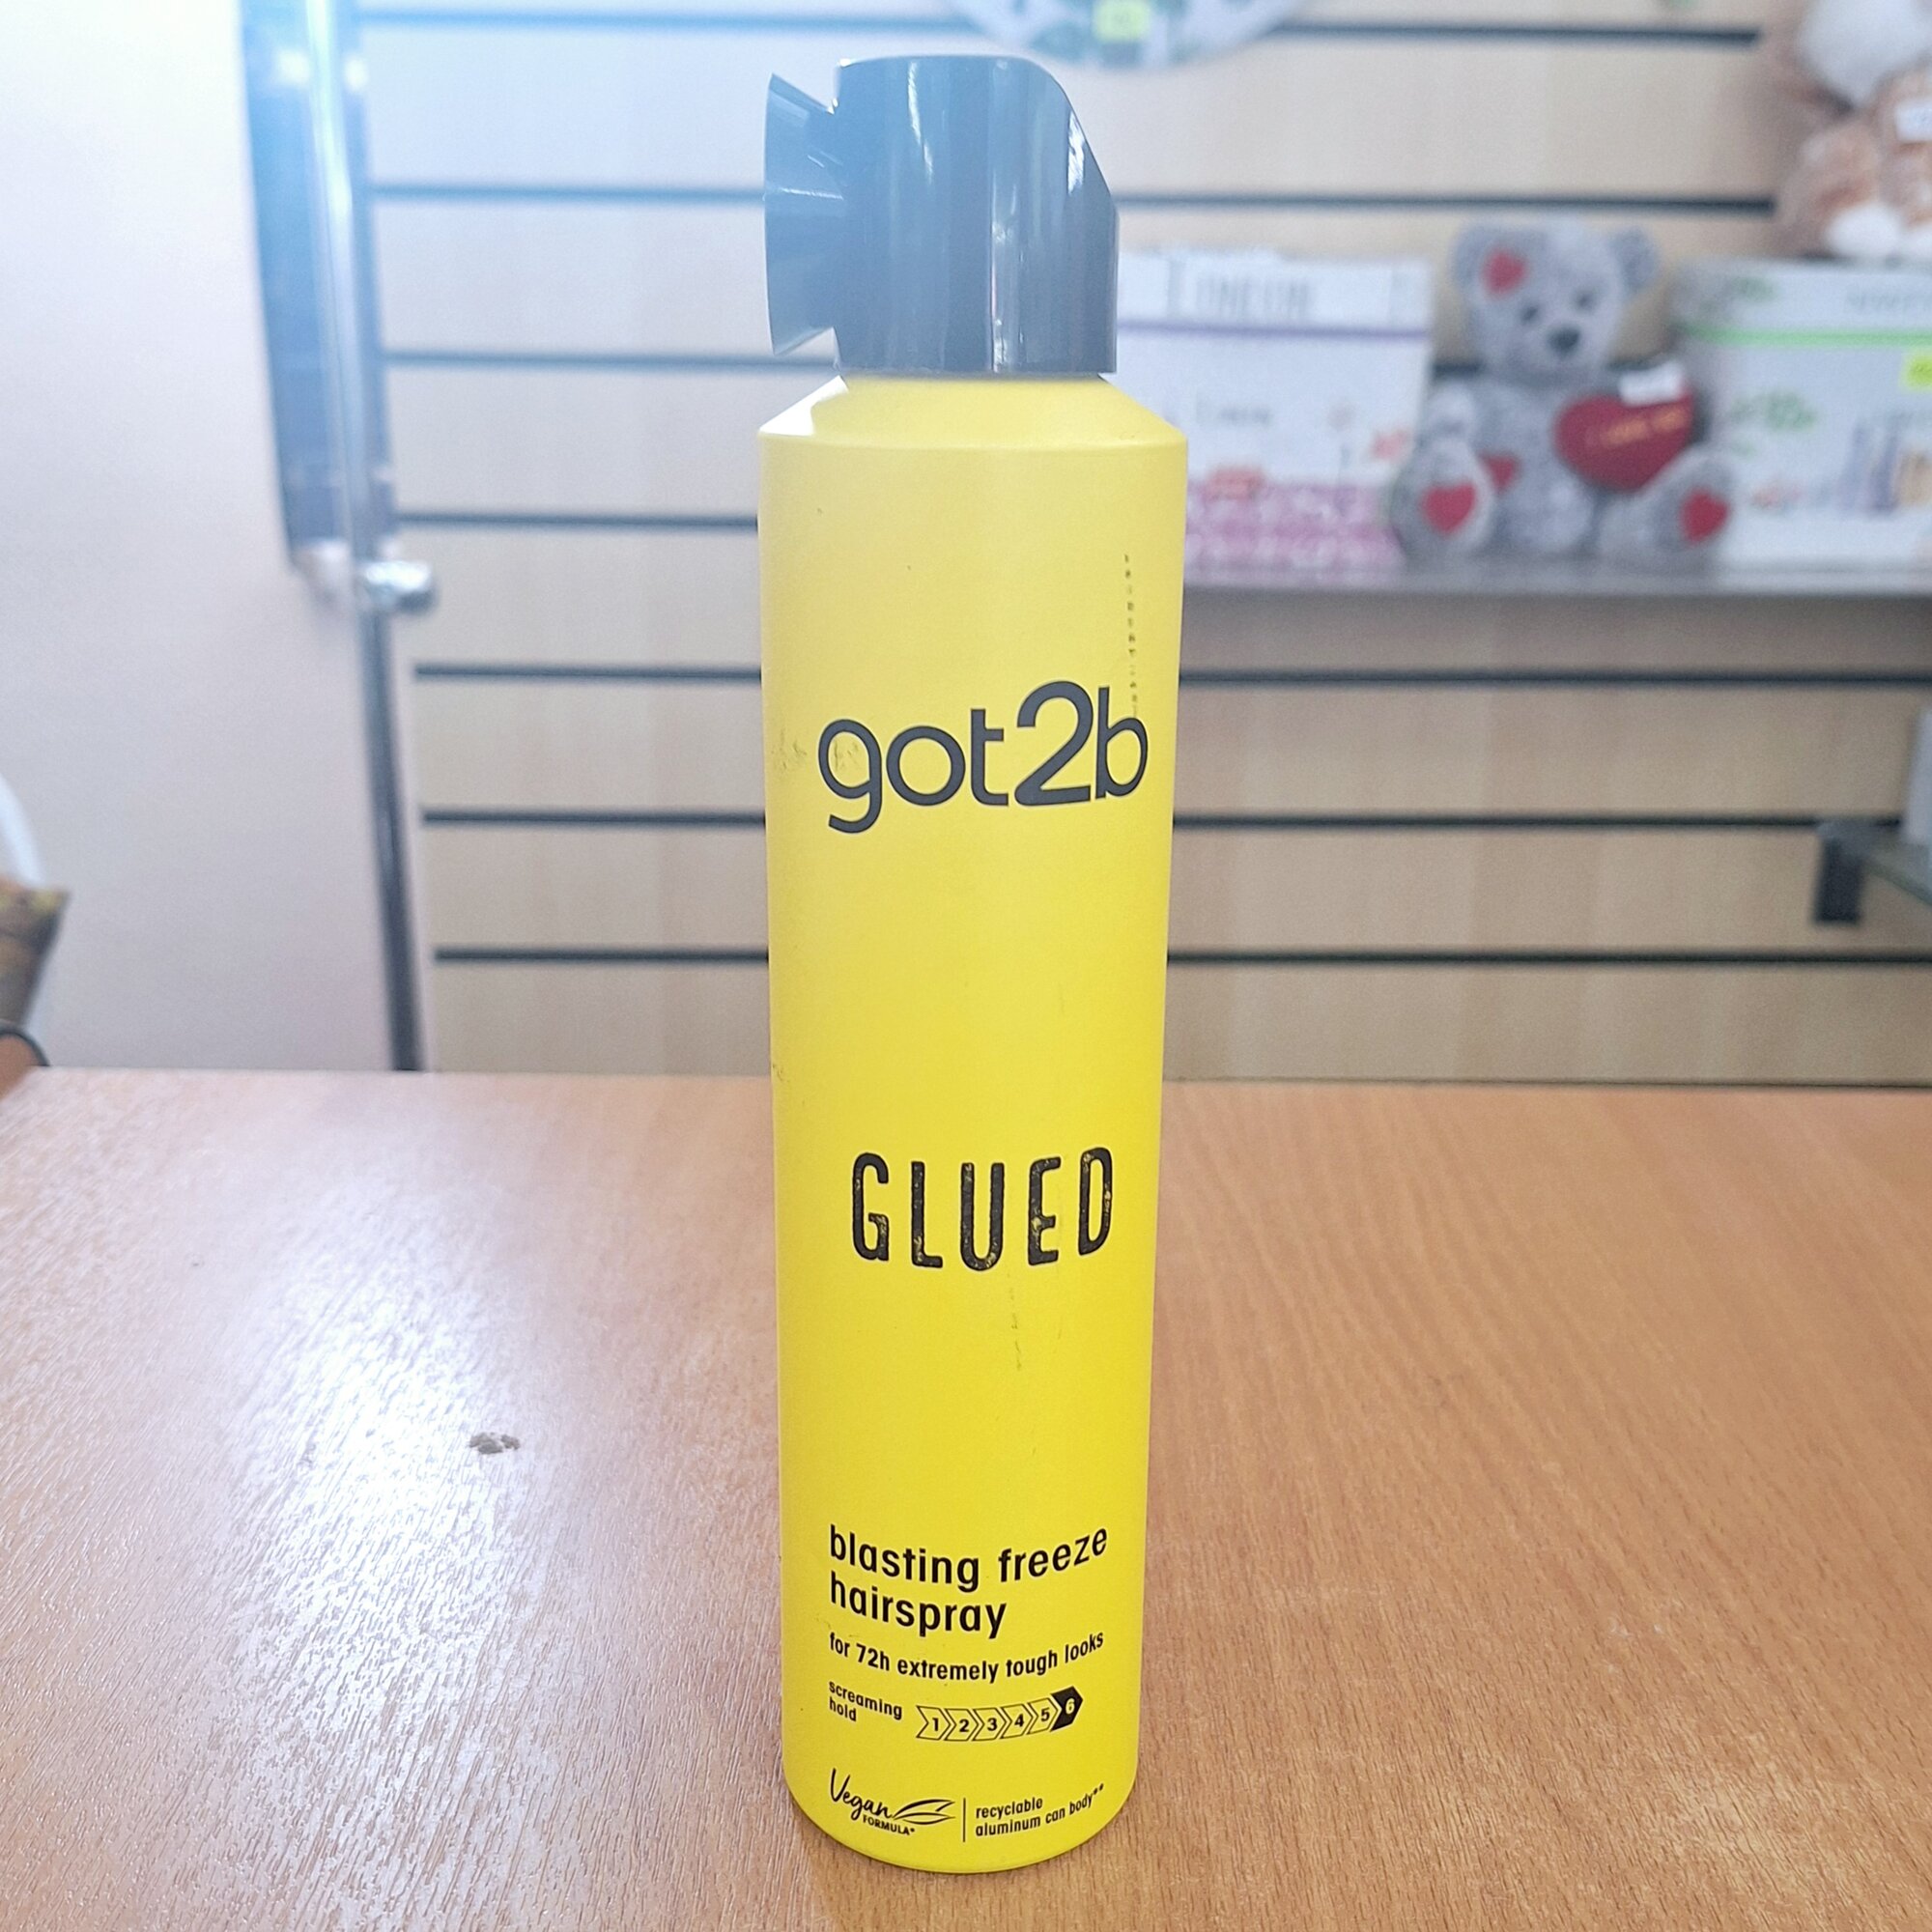 got2b
GLUED
blasting freeze
hairspray
for 72h extremely tough looks
screaming
hold
1 2 3 4 5 6
Vegan
FORMULA*
recyclable
aluminum can body**